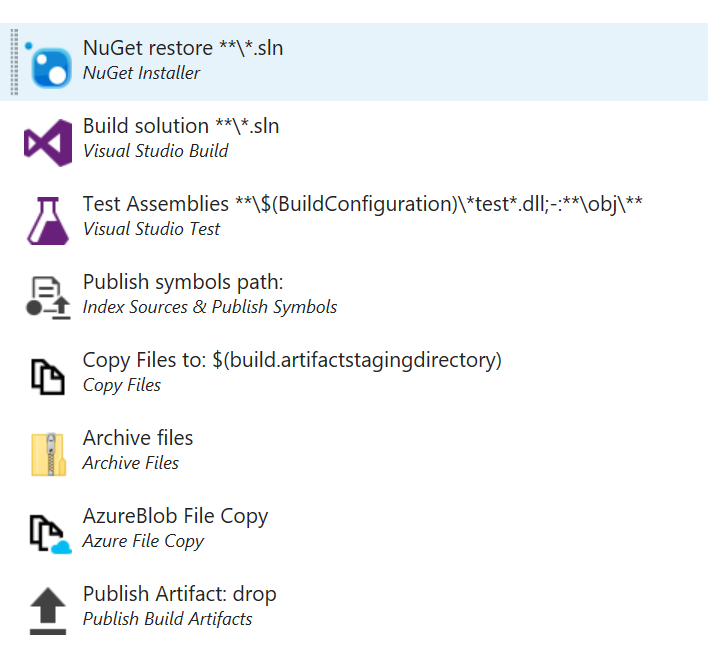 NuGet restore **\*.sln
NuGet Installer
Build solution **\*.sln
Visual Studio Build
Test Assemblies **\$(BuildConfiguration)\*test*.dll;-:**\obj\**
Visual Studio Test
Publish symbols path:
Index Sources & Publish Symbols
Copy Files to: $(build.artifactstagingdirectory)
Copy Files
Archive files
Archive Files
AzureBlob File Copy
Azure File Copy
Publish Artifact: drop
Publish Build Artifacts